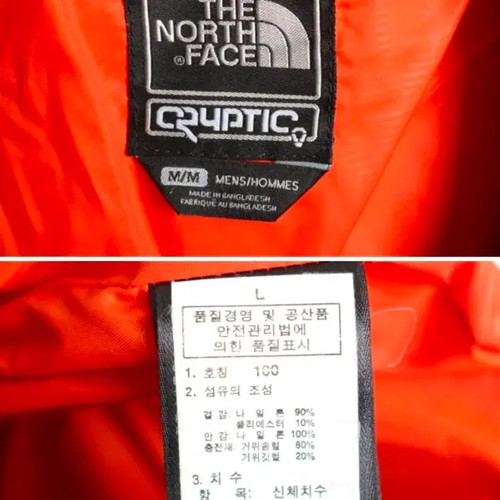 THE
NORTH
FACE
®
CRYPTIC
M/M MENS/HOMMES
MADE IN BANGLADESH
FABRIQUÉ AU BANGLADESH
L
품질경영 및 공산품
안전관리법에
의한 품질표시
1. 호칭 100
2. 섬유의 조성
겉감: 나 일 론 90%
폴리에스터 10%
안감: 나 일 론 100%
충전재: 거위솜털 80%
거위깃털 20%
3. 치 수
항 목: 신체치수